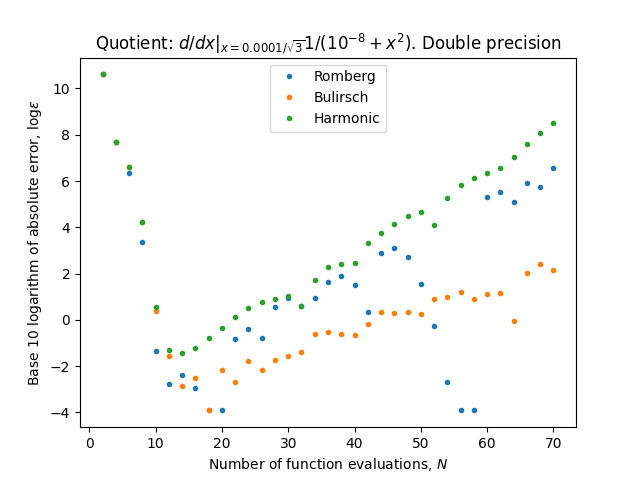 Quotient: $d/dx|_{x=0.0001/\sqrt{3}}1/(10^{-8}+x^2)$. Double precision
Romberg
Bulirsch
Harmonic
Base 10 logarithm of absolute error, logε
10
8
6
4
2
0
−2
−4
0 10 20 30 40 50 60 70
Number of function evaluations, N